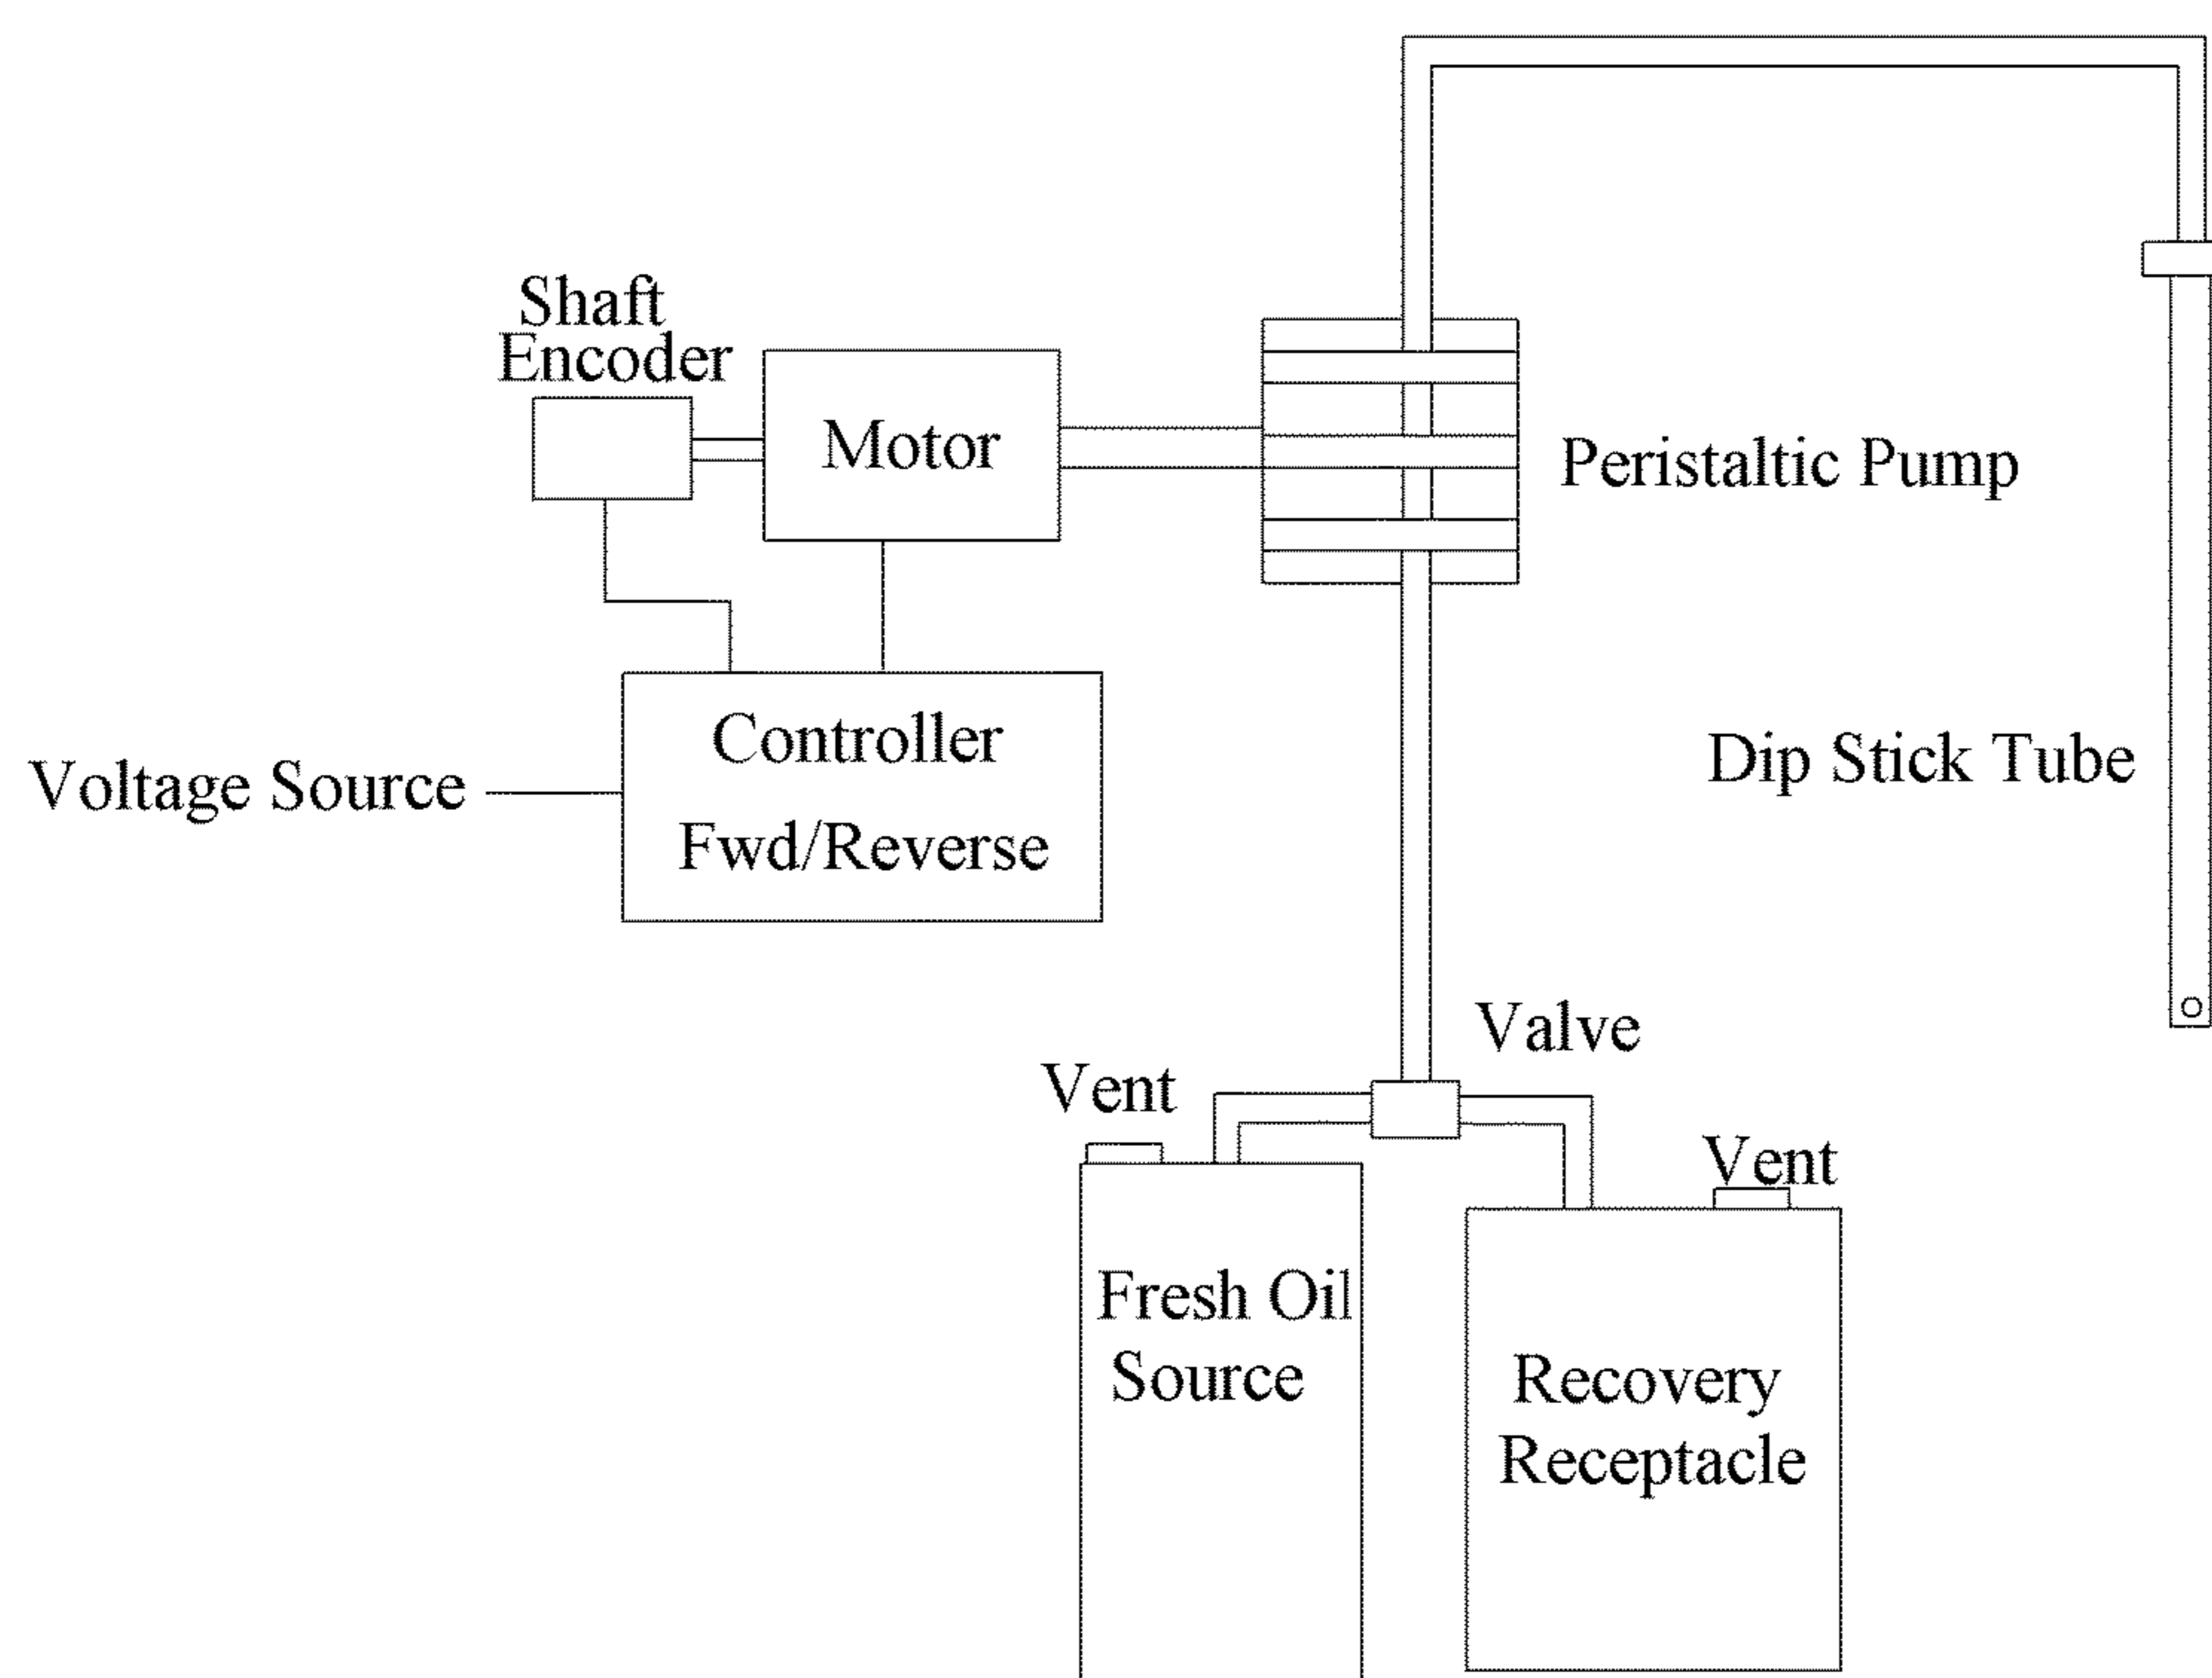 Shaft
Encoder
Motor
Peristaltic Pump
Controller
Fwd/Reverse
Voltage Source
Dip Stick Tube
Valve
Vent
Vent
Fresh Oil
Source
Recovery
Receptacle